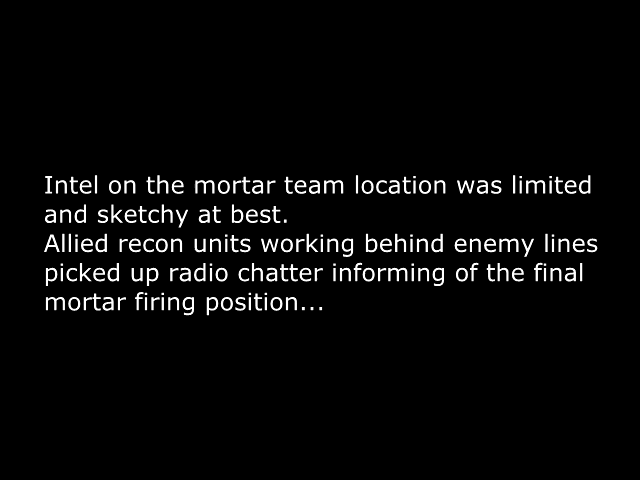 Intel on the mortar team location was limited
and sketchy at best.
Allied recon units working behind enemy lines
picked up radio chatter informing of the final
mortar firing position...